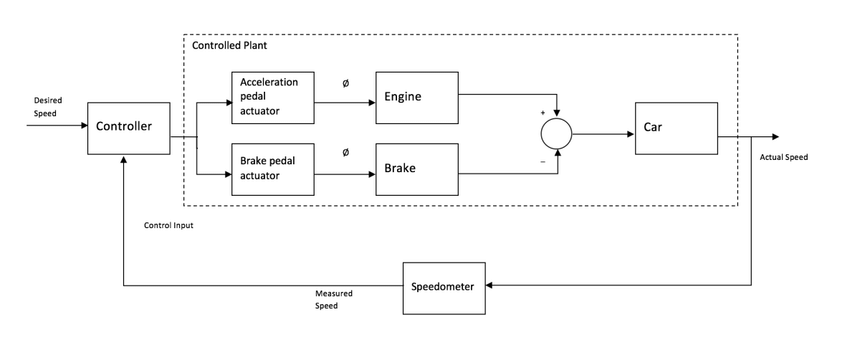 Controlled Plant
Desired
Speed
Controller
Acceleration
pedal
actuator
Ø
Engine
+
Brake pedal
actuator
Ø
Brake
–
Car
Actual Speed
Control Input
Measured
Speed
Speedometer